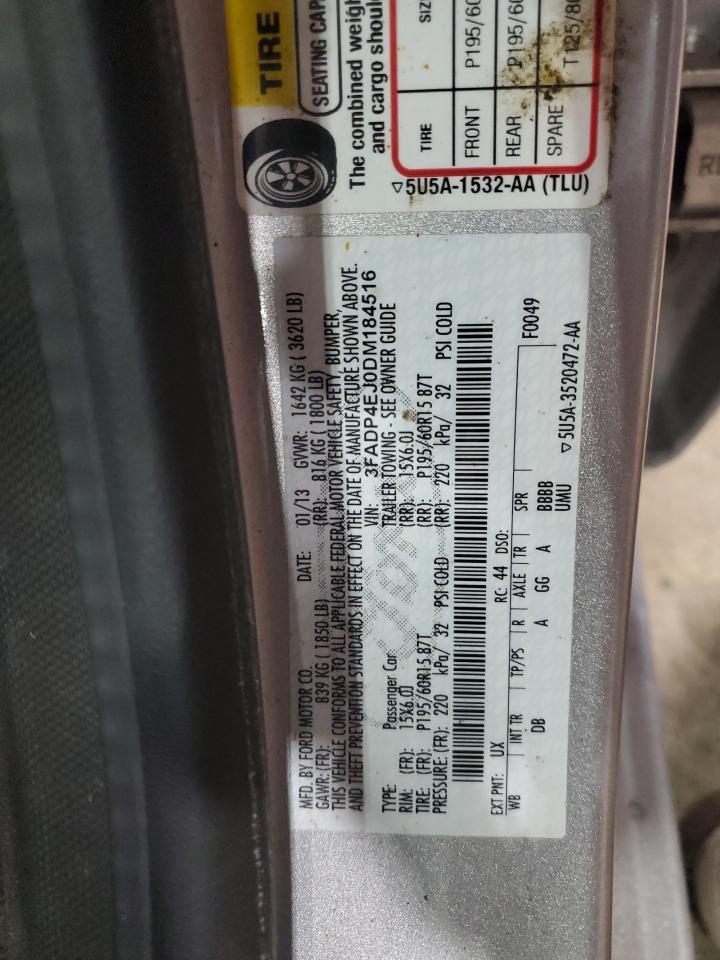 TIRE
SEATING CAP
The combined weigh
and cargo shoul
TIRE SIZ
FRONT P195/60
REAR P195/60
SPARE T125/80
5U5A-1532-AA (TLU)
MFD. BY FORD MOTOR CO. DATE: 01/13 GVWR: 1642 KG ( 3620 LB)
GAWR:(FR): 839 KG ( 1850 LB) (RR): 816 KG ( 1800 LB)
THIS VEHICLE CONFORMS TO ALL APPLICABLE FEDERAL MOTOR VEHICLE SAFETY, BUMPER,
AND THEFT PREVENTION STANDARDS IN EFFECT ON THE DATE OF MANUFACTURE SHOWN ABOVE.
VIN: 3FADP4EJ0DM184516
TYPE: Passenger Car TRAILER TOWING - SEE OWNER GUIDE
RIM: (FR): 15X6.0J (RR): 15X6.0J
TIRE: (FR): P195/60R15 87T (RR): P195/60R15 87T
PRESSURE: (FR): 220 kPa/ 32 PSI COLD (RR): 220 kPa/ 32 PSI COLD
EXT PNT: UX RC: 44 DSO: F0049
WB INT TR TP/PS R AXLE TR SPR
DB A GG A BBBB
UMU
5U5A-3520472-AA